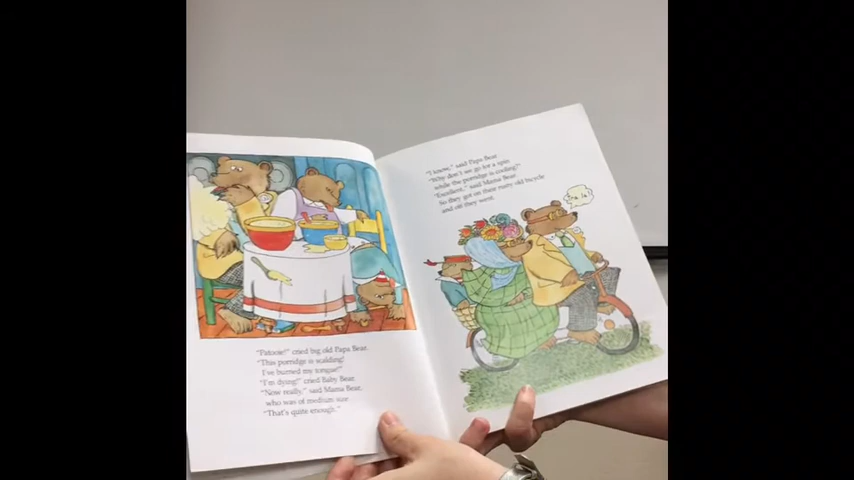 "Patooie!" cried big old Papa Bear.
"This porridge is scalding!
I've burned my tongue!"
"I'm dying!" cried Baby Bear.
"Now really," said Mama Bear,
who was of medium size.
"That's quite enough."
"I know," said Papa Bear.
"Why don't we go for a spin
while the porridge is cooling?"
"Excellent," said Mama Bear.
So they got on their rusty old bicycle
and off they went.
Tra la